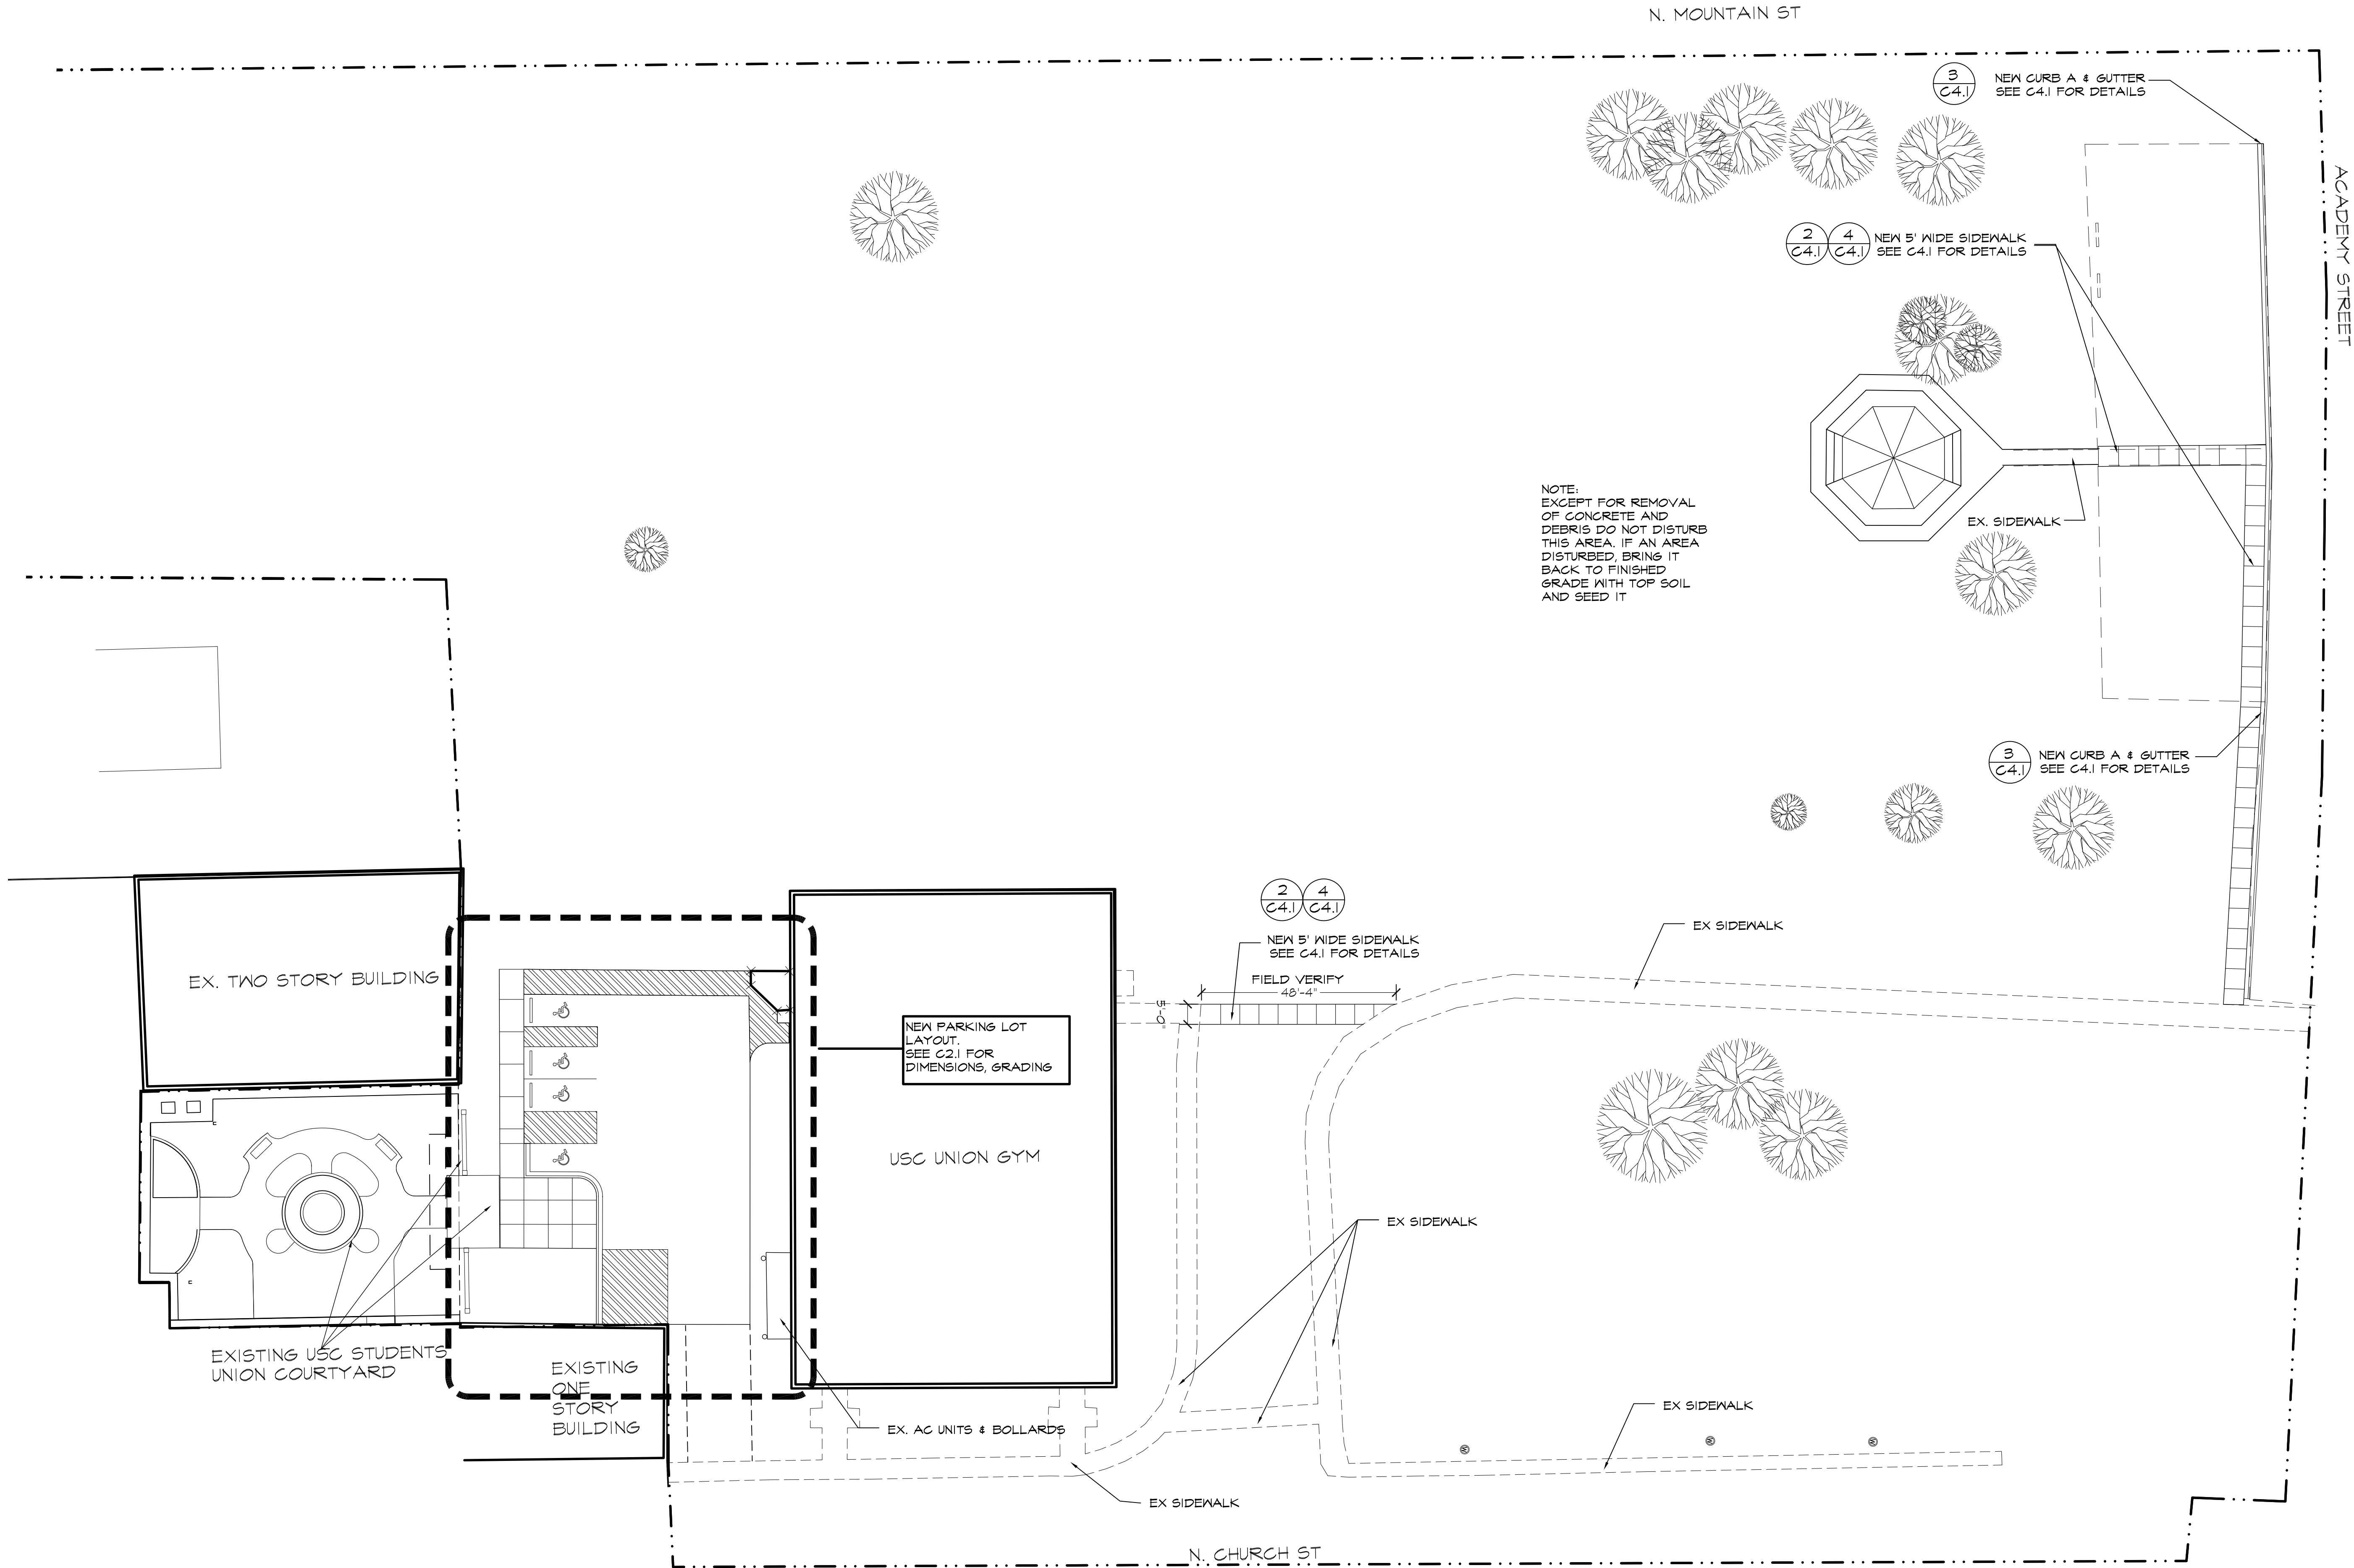 N. MOUNTAIN ST
3
C4.1
NEW CURB A & GUTTER
SEE C4.1 FOR DETAILS
ACADEMY STREET
2
C4.1
4
C4.1
NEW 5' WIDE SIDEWALK
SEE C4.1 FOR DETAILS
NOTE:
EXCEPT FOR REMOVAL
OF CONCRETE AND
DEBRIS DO NOT DISTURB
THIS AREA. IF AN AREA
DISTURBED, BRING IT
BACK TO FINISHED
GRADE WITH TOP SOIL
AND SEED IT
EX. SIDEWALK
3
C4.1
NEW CURB A & GUTTER
SEE C4.1 FOR DETAILS
2
C4.1
4
C4.1
NEW 5' WIDE SIDEWALK
SEE C4.1 FOR DETAILS
FIELD VERIFY
48'-4"
5'-0"
EX SIDEWALK
EX. TWO STORY BUILDING
NEW PARKING LOT
LAYOUT.
SEE C2.1 FOR
DIMENSIONS, GRADING
USC UNION GYM
EX SIDEWALK
EXISTING USC STUDENTS
UNION COURTYARD
EXISTING
ONE
STORY
BUILDING
EX. AC UNITS & BOLLARDS
EX SIDEWALK
EX SIDEWALK
N. CHURCH ST